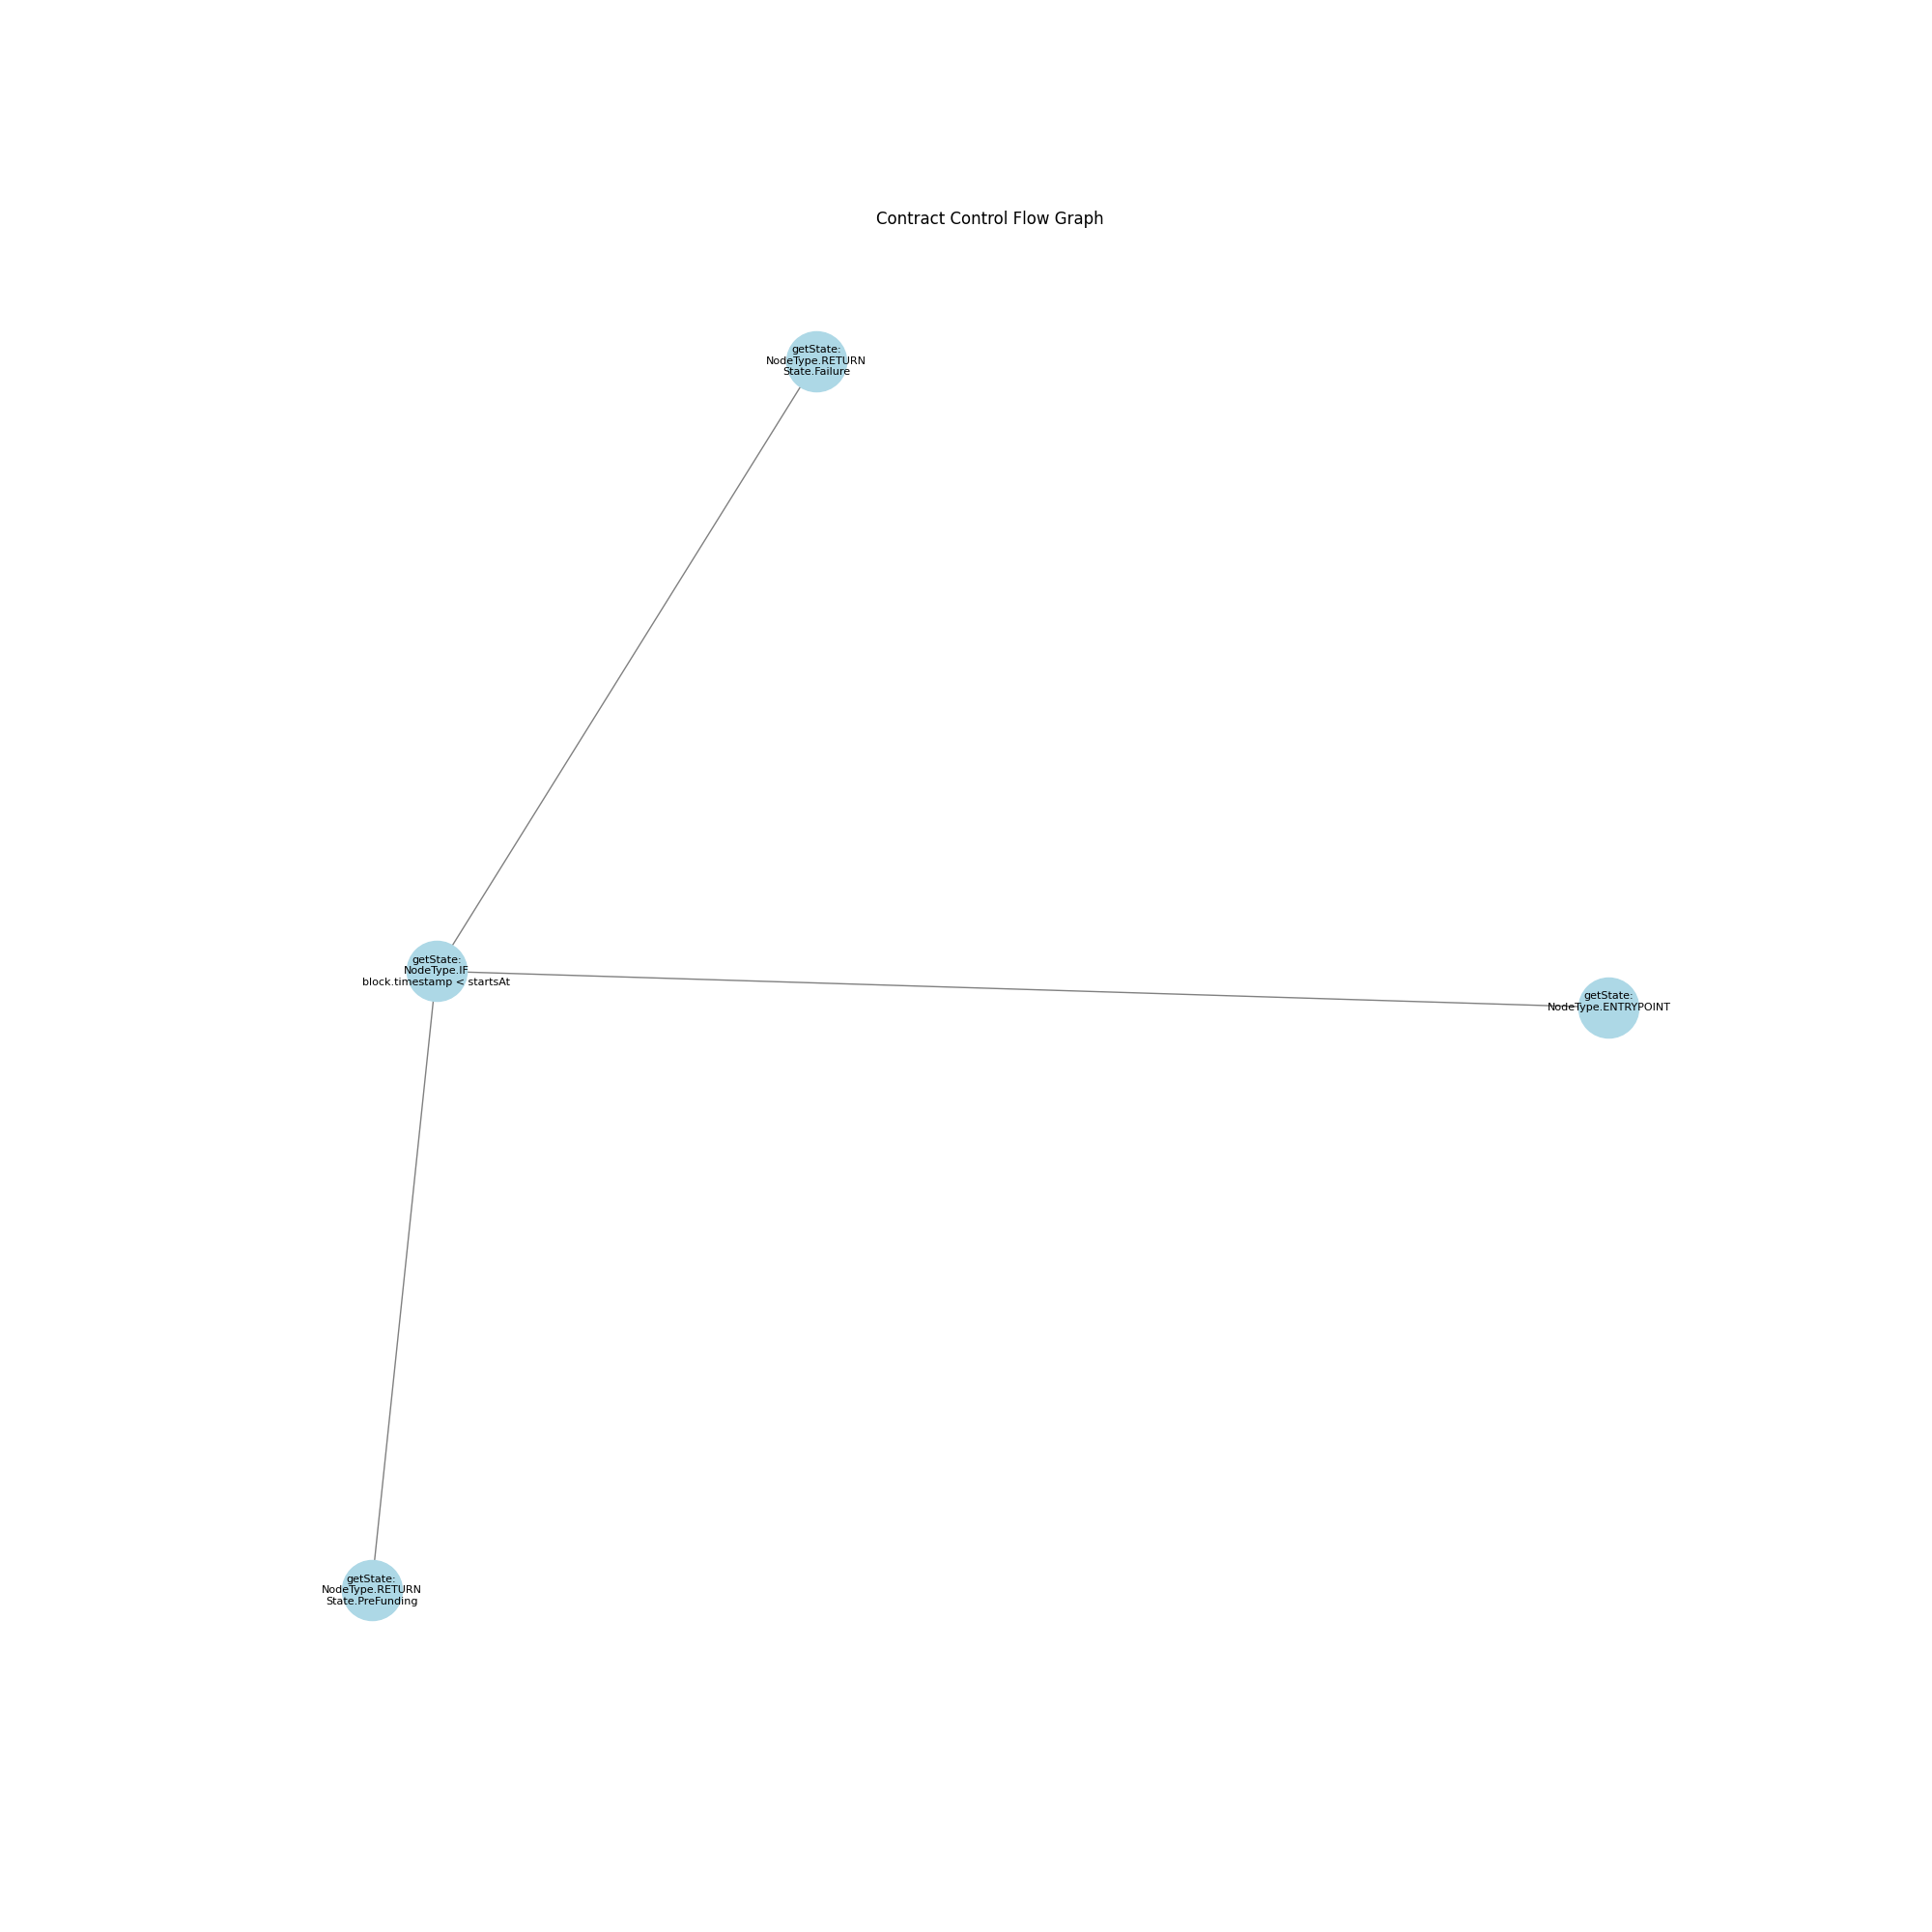 Contract Control Flow Graph
getState:
NodeType.RETURN
State.Failure
getState:
NodeType.IF
block.timestamp < startsAt
getState:
NodeType.ENTRYPOINT
getState:
NodeType.RETURN
State.PreFunding